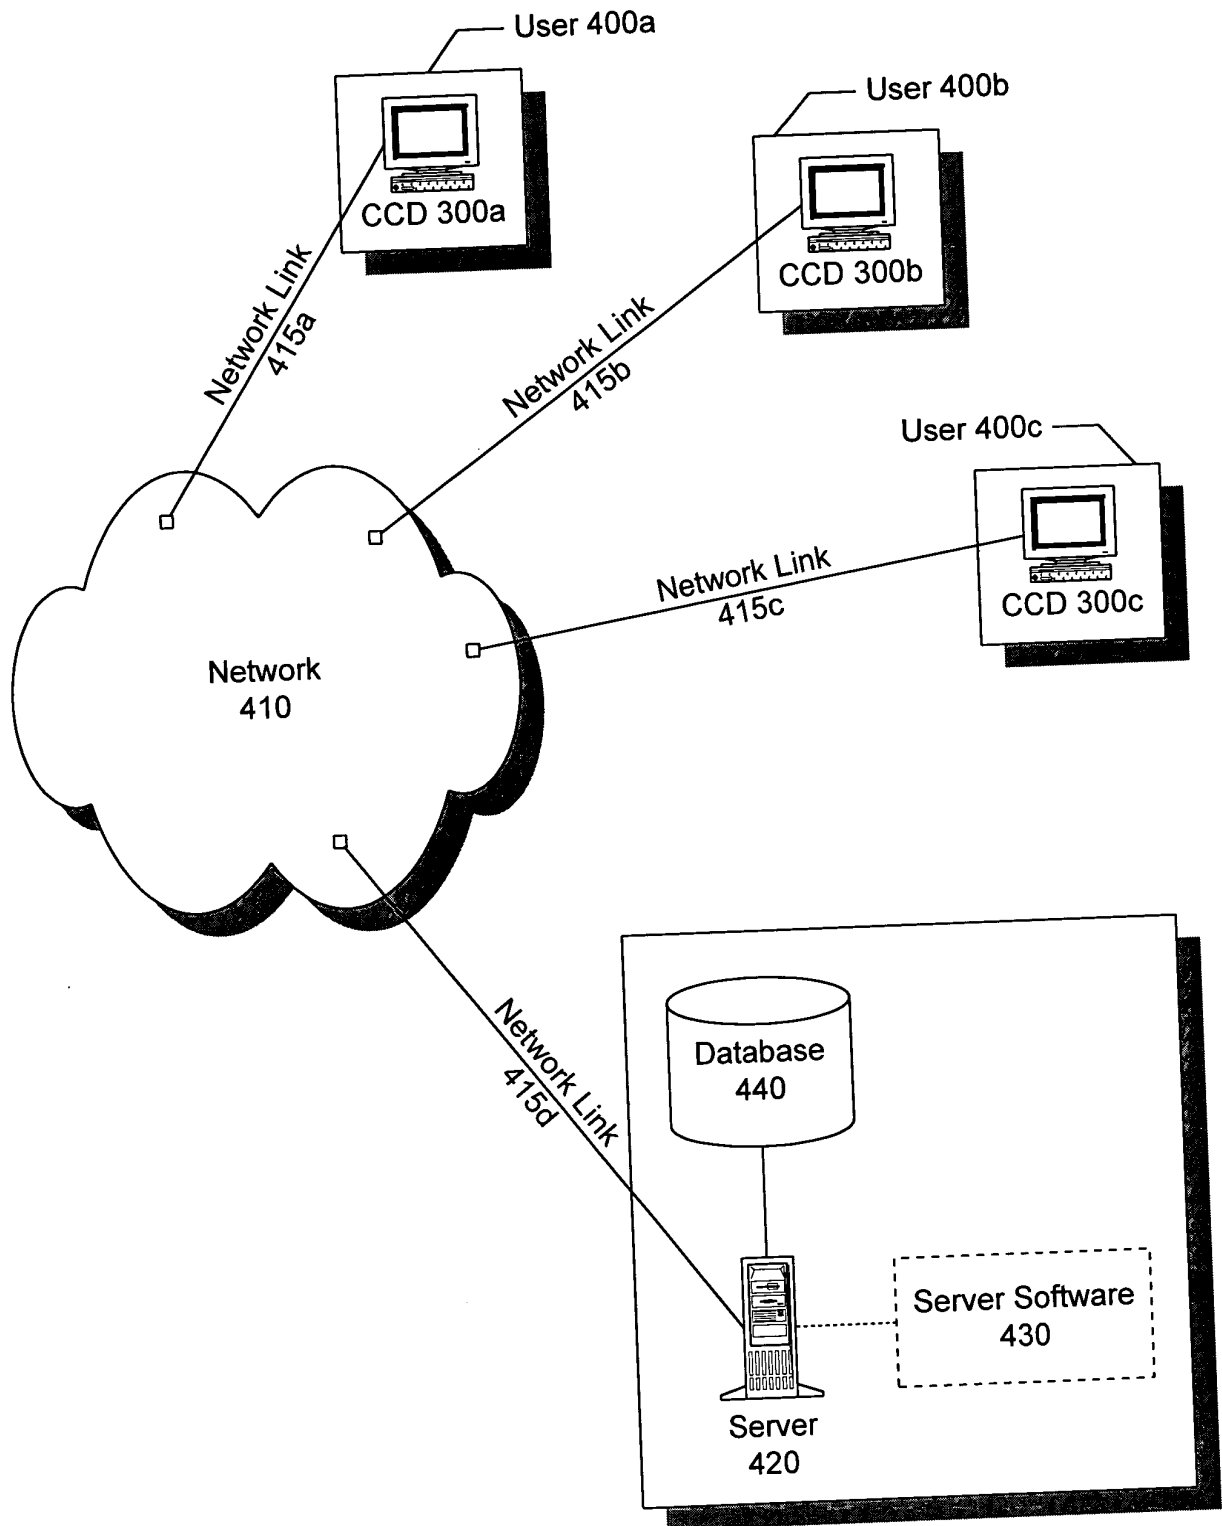 User 400a
CCD 300a
User 400b
CCD 300b
Network Link
415a
Network Link
415b
User 400c
CCD 300c
Network Link
415c
Network
410
Network Link
415d
Database
440
Server Software
430
Server
420